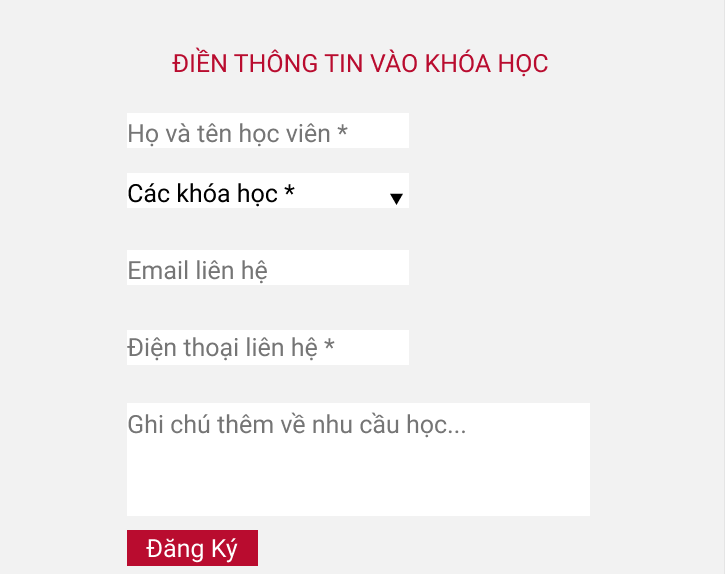 ĐIỀN THÔNG TIN VÀO KHÓA HỌC
Họ và tên học viên *
Các khóa học *
Email liên hệ
Điện thoại liên hệ *
Ghi chú thêm về nhu cầu học...
Đăng Ký